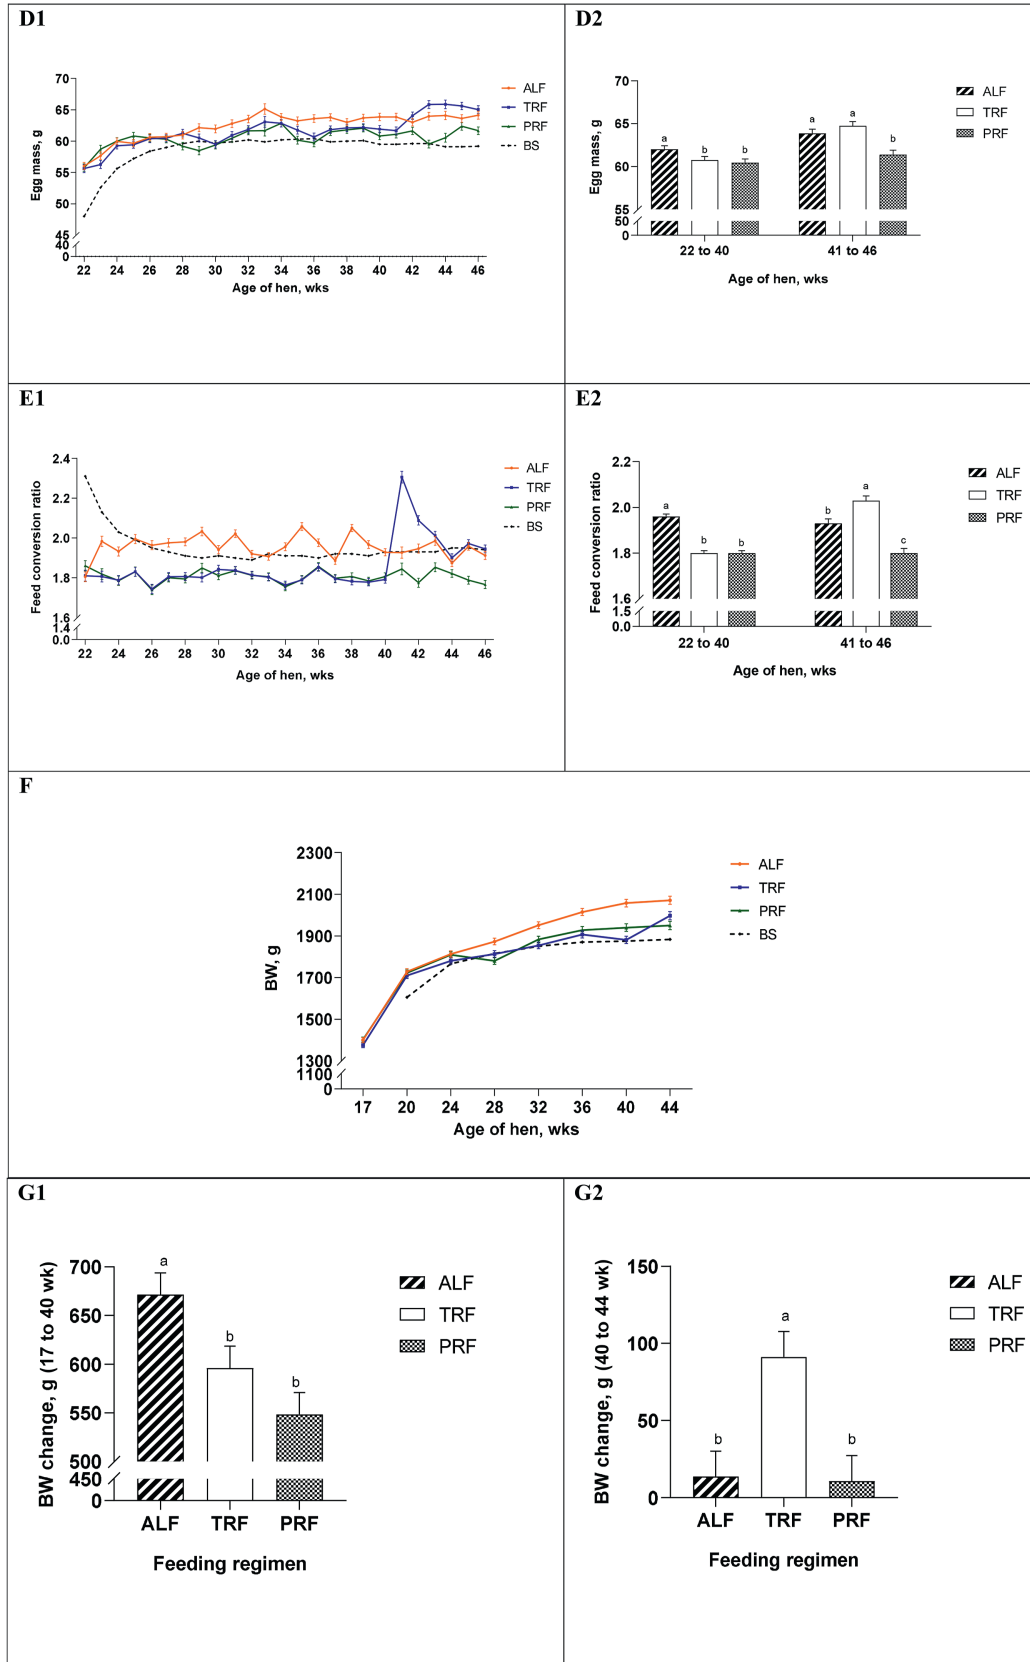 D1
70
65
60
55
50
45
40
0
Egg mass, g
22 24 26 28 30 32 34 36 38 40 42 44 46
Age of hen, wks
ALF
TRF
PRF
BS
D2
70
65
60
55
50
0
Egg mass, g
a b b a a b
22 to 40 41 to 46
Age of hen, wks
ALF
TRF
PRF
E1
2.4
2.2
2.0
1.8
1.6
1.4
0.0
Feed conversion ratio
22 24 26 28 30 32 34 36 38 40 42 44 46
Age of hen, wks
ALF
TRF
PRF
BS
E2
2.2
2.0
1.8
1.6
1.5
0.0
Feed conversion ratio
a b b b a c
22 to 40 41 to 46
Age of hen, wks
ALF
TRF
PRF
F
2300
2100
1900
1700
1500
1300
1100
0
BW, g
17 20 24 28 32 36 40 44
Age of hen, wks
ALF
TRF
PRF
BS
G1
700
650
600
550
500
450
0
BW change, g (17 to 40 wk)
a b b
ALF TRF PRF
Feeding regimen
ALF
TRF
PRF
G2
150
100
50
0
BW change, g (40 to 44 wk)
b a b
ALF TRF PRF
Feeding regimen
ALF
TRF
PRF